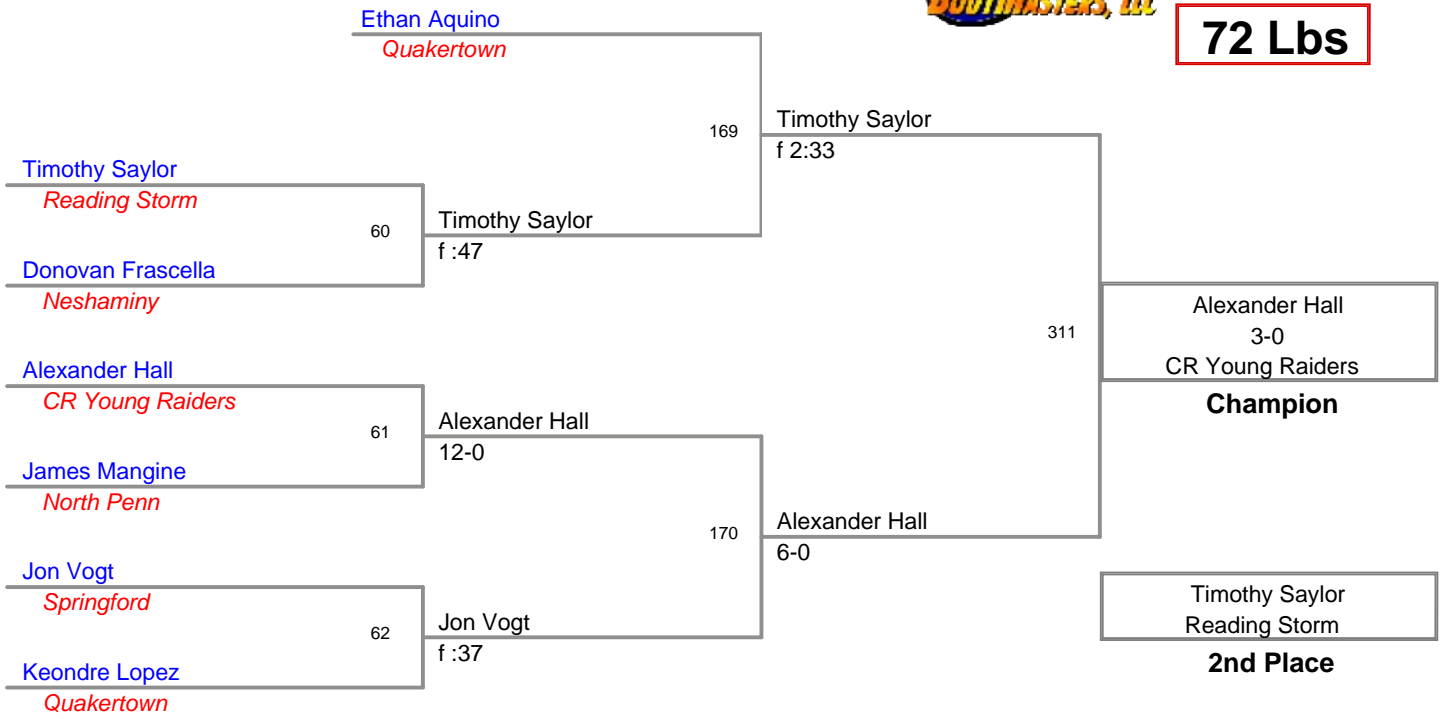 Ethan Aquino
Quakertown
BOUTMASTERS, LLC
72 Lbs
169
Timothy Saylor
f 2:33
Timothy Saylor
Reading Storm
60
Timothy Saylor
f :47
Donovan Frascella
Neshaminy
311
Alexander Hall
3-0
CR Young Raiders
Champion
Alexander Hall
CR Young Raiders
61
Alexander Hall
12-0
James Mangine
North Penn
170
Alexander Hall
6-0
Jon Vogt
Springford
62
Jon Vogt
f :37
Keondre Lopez
Quakertown
Timothy Saylor
Reading Storm
2nd Place